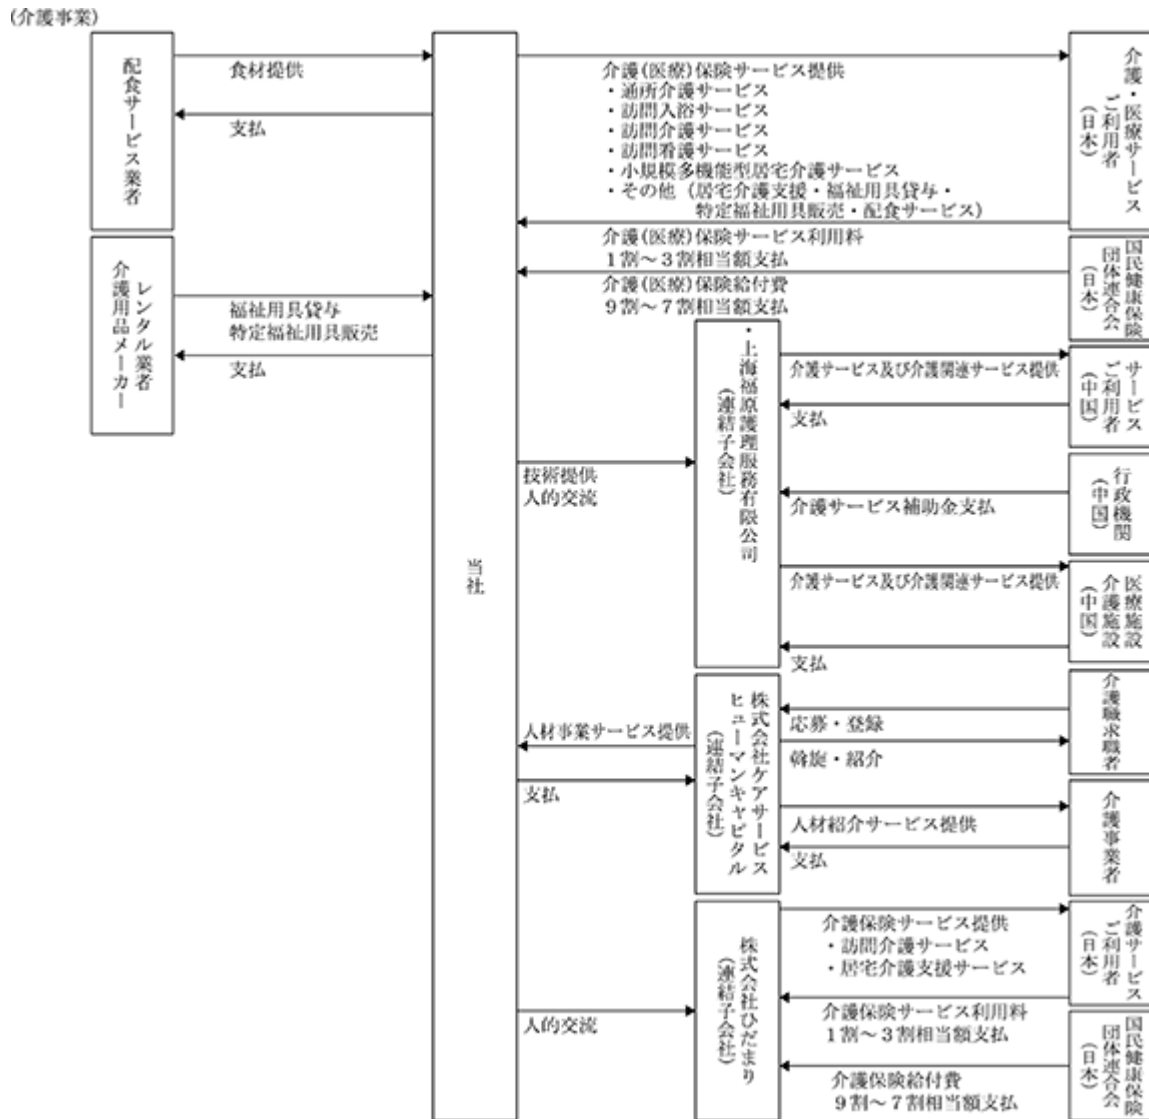 (介護事業)
配食サービス業者
食材提供
支払
レンタル業者
介護用品メーカー
福祉用具貸与
特定福祉用具販売
支払
当社
介護(医療)保険サービス提供
・通所介護サービス
・訪問入浴サービス
・訪問介護サービス
・訪問看護サービス
・小規模多機能型居宅介護サービス
・その他（居宅介護支援・福祉用具貸与・
特定福祉用具販売・配食サービス）
介護(医療)保険サービス利用料
1割～3割相当額支払
介護(医療)保険給付費
9割～7割相当額支払
介護・医療サービス
ご利用者
(日本)
国民健康保険
団体連合会
(日本)
技術提供
人的交流
・上海福原護理服務有限公司
(連結子会社)
介護サービス及び介護関連サービス提供
支払
介護サービス補助金支払
介護サービス及び介護関連サービス提供
支払
サービス
ご利用者
(中国)
行政機関
(中国)
医療施設
介護施設
(中国)
人材事業サービス提供
支払
株式会社ケアサービス
ヒューマンキャピタル
(連結子会社)
応募・登録
斡旋・紹介
人材紹介サービス提供
支払
介護職求職者
介護事業者
人的交流
株式会社ひだまり
(連結子会社)
介護保険サービス提供
・訪問介護サービス
・居宅介護支援サービス
介護保険サービス利用料
1割～3割相当額支払
介護保険給付費
9割～7割相当額支払
介護サービス
ご利用者
(日本)
国民健康保険
団体連合会
(日本)